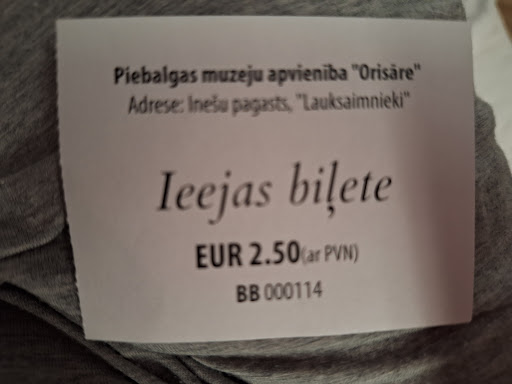 Piebalgas muzeju apvienība "Orisāre"
Adrese: Inešu pagasts, "Lauksaimnieki"
Ieejas biļete
EUR 2.50(ar PVN)
BB 000114